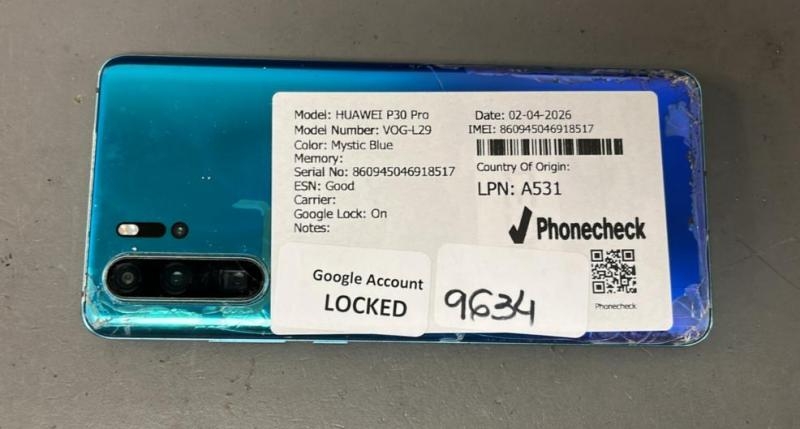 Model: HUAWEI P30 Pro
Model Number: VOG-L29
Color: Mystic Blue
Memory:
Serial No: 860945046918517
ESN: Good
Carrier:
Google Lock: On
Notes:
Date: 02-04-2026
IMEI: 860945046918517
Country Of Origin:
LPN: A531
Phonecheck
Phonecheck
Google Account
LOCKED
9634